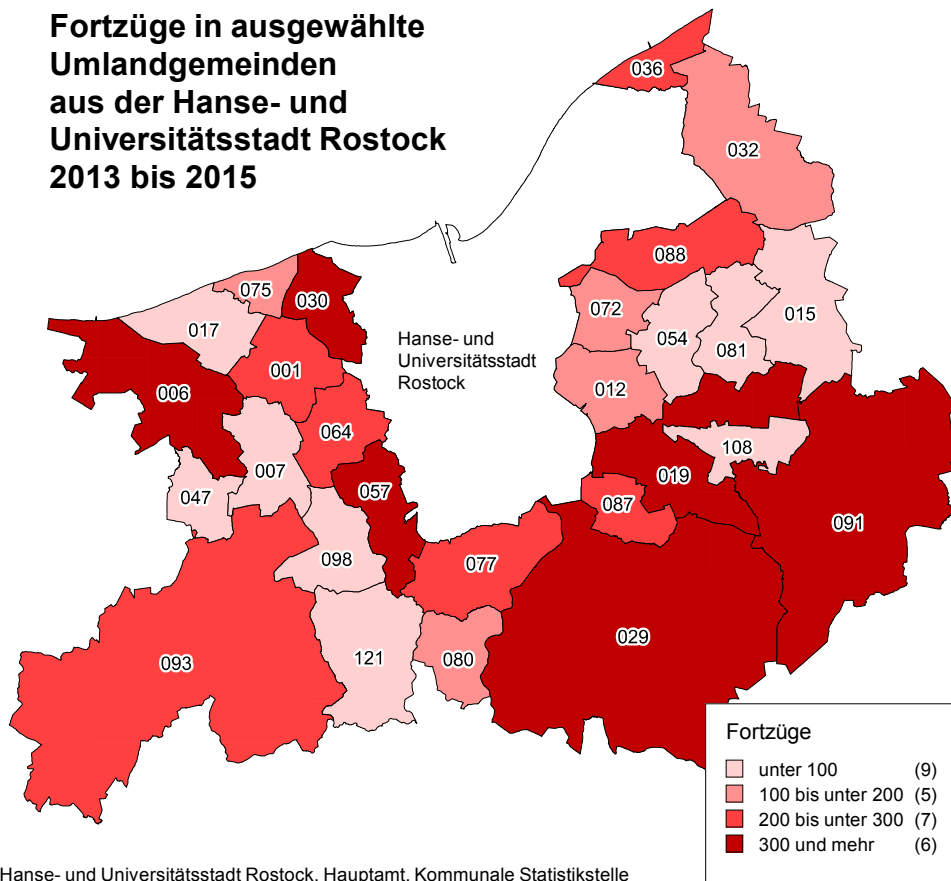 Fortzüge in ausgewählte
Umlandgemeinden
aus der Hanse- und
Universitätsstadt Rostock
2013 bis 2015
036
032
088
075
030
017
072
015
054
081
Hanse- und
Universitätsstadt
Rostock
001
006
012
064
108
007
019
057
047
087
091
098
077
029
093
121
080
Fortzüge
unter 100 (9)
100 bis unter 200 (5)
200 bis unter 300 (7)
300 und mehr (6)
Hanse- und Universitätsstadt Rostock, Hauptamt, Kommunale Statistikstelle